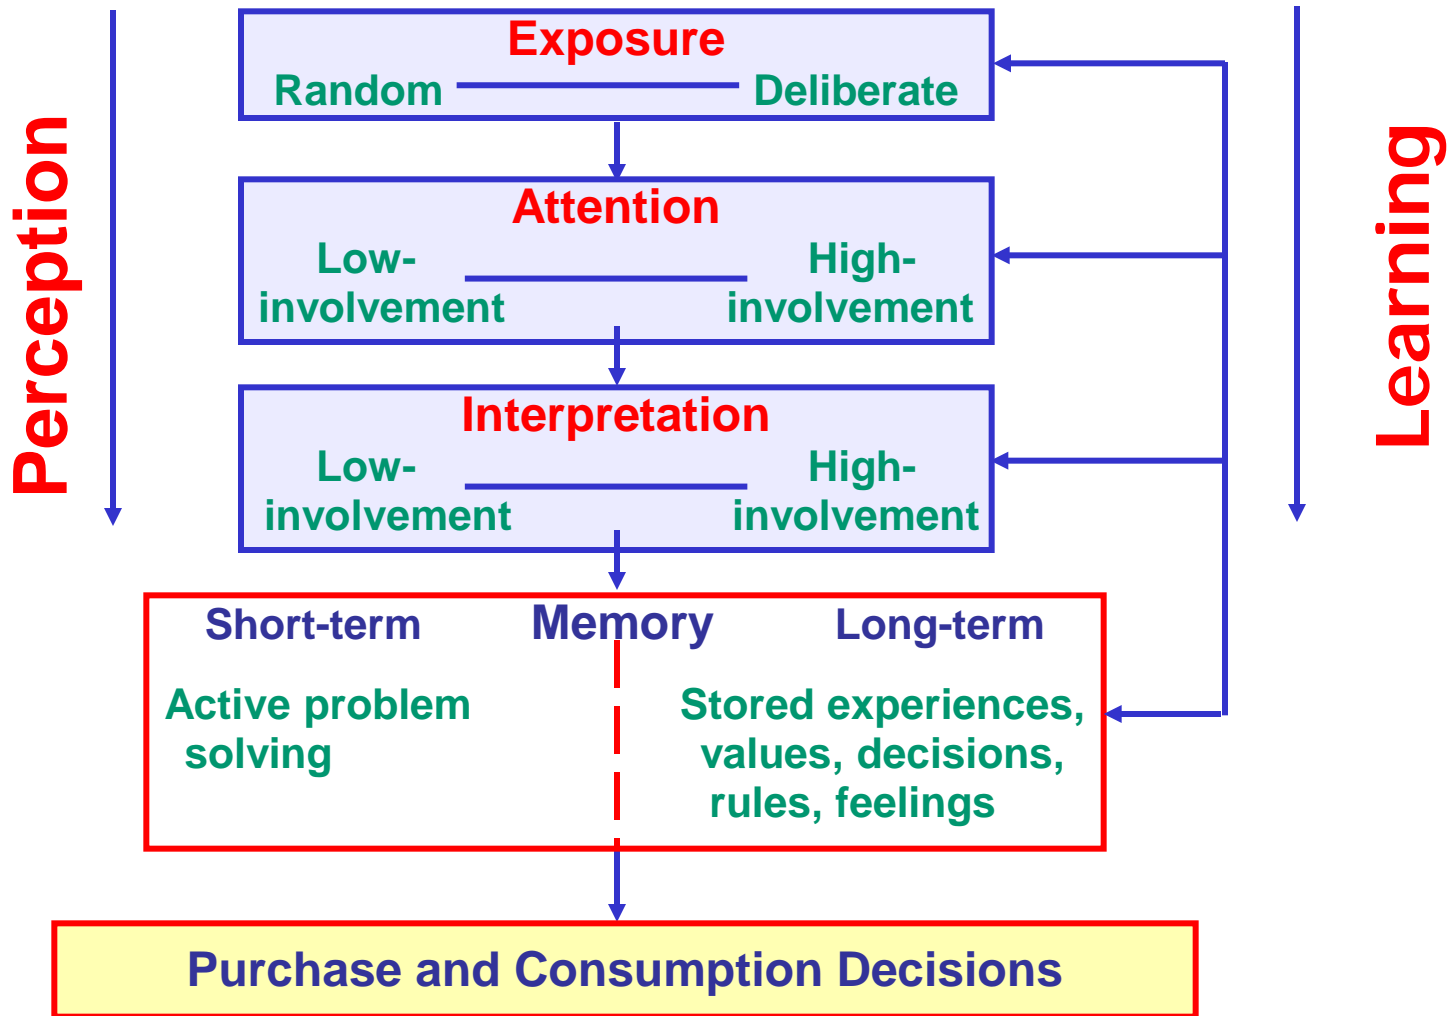 Perception
Learning
Exposure
Random Deliberate
Attention
Low- High-
involvement involvement
Interpretation
Low- High-
involvement involvement
Short-term Memory Long-term
Active problem Stored experiences,
solving values, decisions,
rules, feelings
Purchase and Consumption Decisions